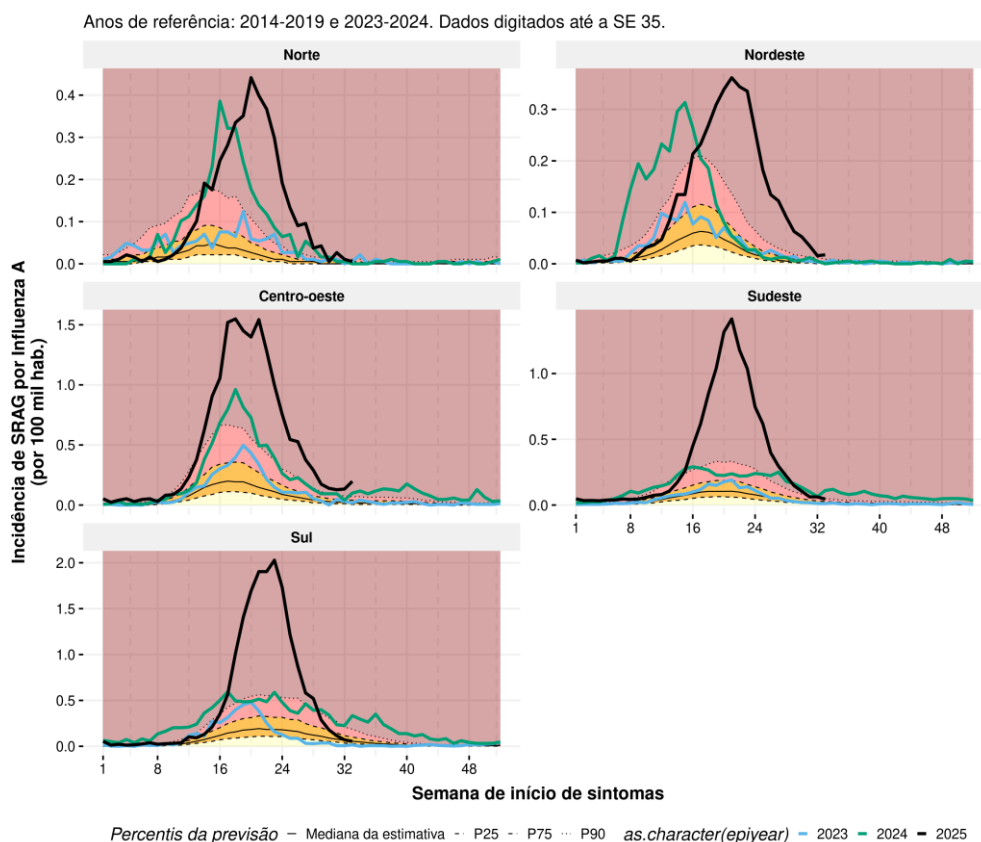 Anos de referência: 2014-2019 e 2023-2024. Dados digitados até a SE 35.
Norte
Nordeste
0.4
0.3
0.2
0.1
0.0
0.3
0.2
0.1
0.0
Centro-oeste
Sudeste
1.5
1.0
0.5
0.0
1.0
0.5
0.0
1 8 16 24 32 40 48
Sul
2.0
1.5
1.0
0.5
0.0
1 8 16 24 32 40 48
Incidência de SRAG por Influenza A
(por 100 mil hab.)
Semana de início de sintomas
Percentis da previsão Mediana da estimativa P25 P75 P90 as.character(epiyear) 2023 2024 2025